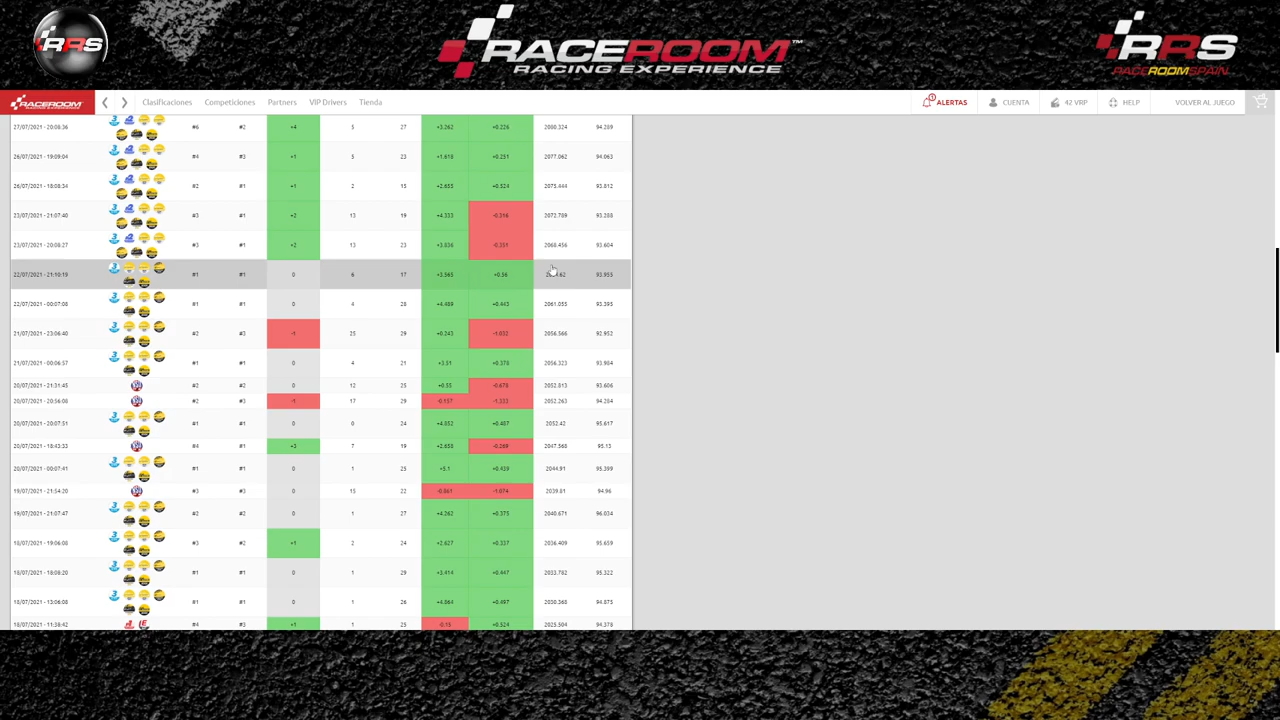 RRS
RACEROOM™
RACING EXPERIENCE
RRS
RACEROOMSPAIN
RACEROOM
RACING EXPERIENCE
❮ ❯ Clasificaciones Competiciones Partners VIP Drivers Tienda
1 ALERTAS CUENTA 42 VRP HELP VOLVER AL JUEGO
27/07/2021 - 20:08:36 #6 #2 +4 5 27 +3.262 +0.226 2080.324 94.289
26/07/2021 - 19:09:04 #4 #3 +1 5 23 +1.618 +0.251 2077.062 94.063
26/07/2021 - 18:08:34 #2 #1 +1 2 15 +2.655 +0.524 2075.444 93.812
23/07/2021 - 21:07:40 #3 #1 +2 13 19 +4.333 -0.316 2072.789 93.288
23/07/2021 - 20:08:27 #3 #1 +2 13 23 +3.836 -0.351 2068.456 93.604
22/07/2021 - 21:10:19 #1 #1 0 6 17 +3.565 +0.56 93.955
22/07/2021 - 00:07:08 #1 #1 0 4 28 +4.489 +0.443 2061.055 93.395
21/07/2021 - 23:06:40 #2 #3 -1 25 29 +0.243 -1.032 2056.566 92.952
21/07/2021 - 00:06:57 #1 #1 0 4 21 +3.51 +0.378 2056.323 93.984
20/07/2021 - 21:31:45 #2 #2 0 12 25 +0.55 -0.678 2052.813 93.606
20/07/2021 - 20:56:08 #2 #3 -1 17 29 -0.157 -1.333 2052.263 94.284
20/07/2021 - 20:07:51 #1 #1 0 0 24 +4.852 +0.487 2052.42 95.617
20/07/2021 - 18:43:33 #4 #1 +3 7 19 +2.658 -0.269 2047.568 95.13
20/07/2021 - 00:07:41 #1 #1 0 1 25 +5.1 +0.439 2044.91 95.399
19/07/2021 - 21:54:20 #3 #3 0 15 22 -0.861 -1.074 2039.81 94.96
19/07/2021 - 21:07:47 #2 #2 0 1 27 +4.262 +0.375 2040.671 96.034
18/07/2021 - 19:06:08 #3 #2 +1 2 24 +2.627 +0.337 2036.409 95.659
18/07/2021 - 18:08:20 #1 #1 0 1 29 +3.414 +0.447 2033.782 95.322
18/07/2021 - 13:06:08 #1 #1 0 1 26 +4.864 +0.497 2030.368 94.875
18/07/2021 - 11:38:42 #4 #3 +1 1 25 -0.15 +0.524 2025.504 94.378